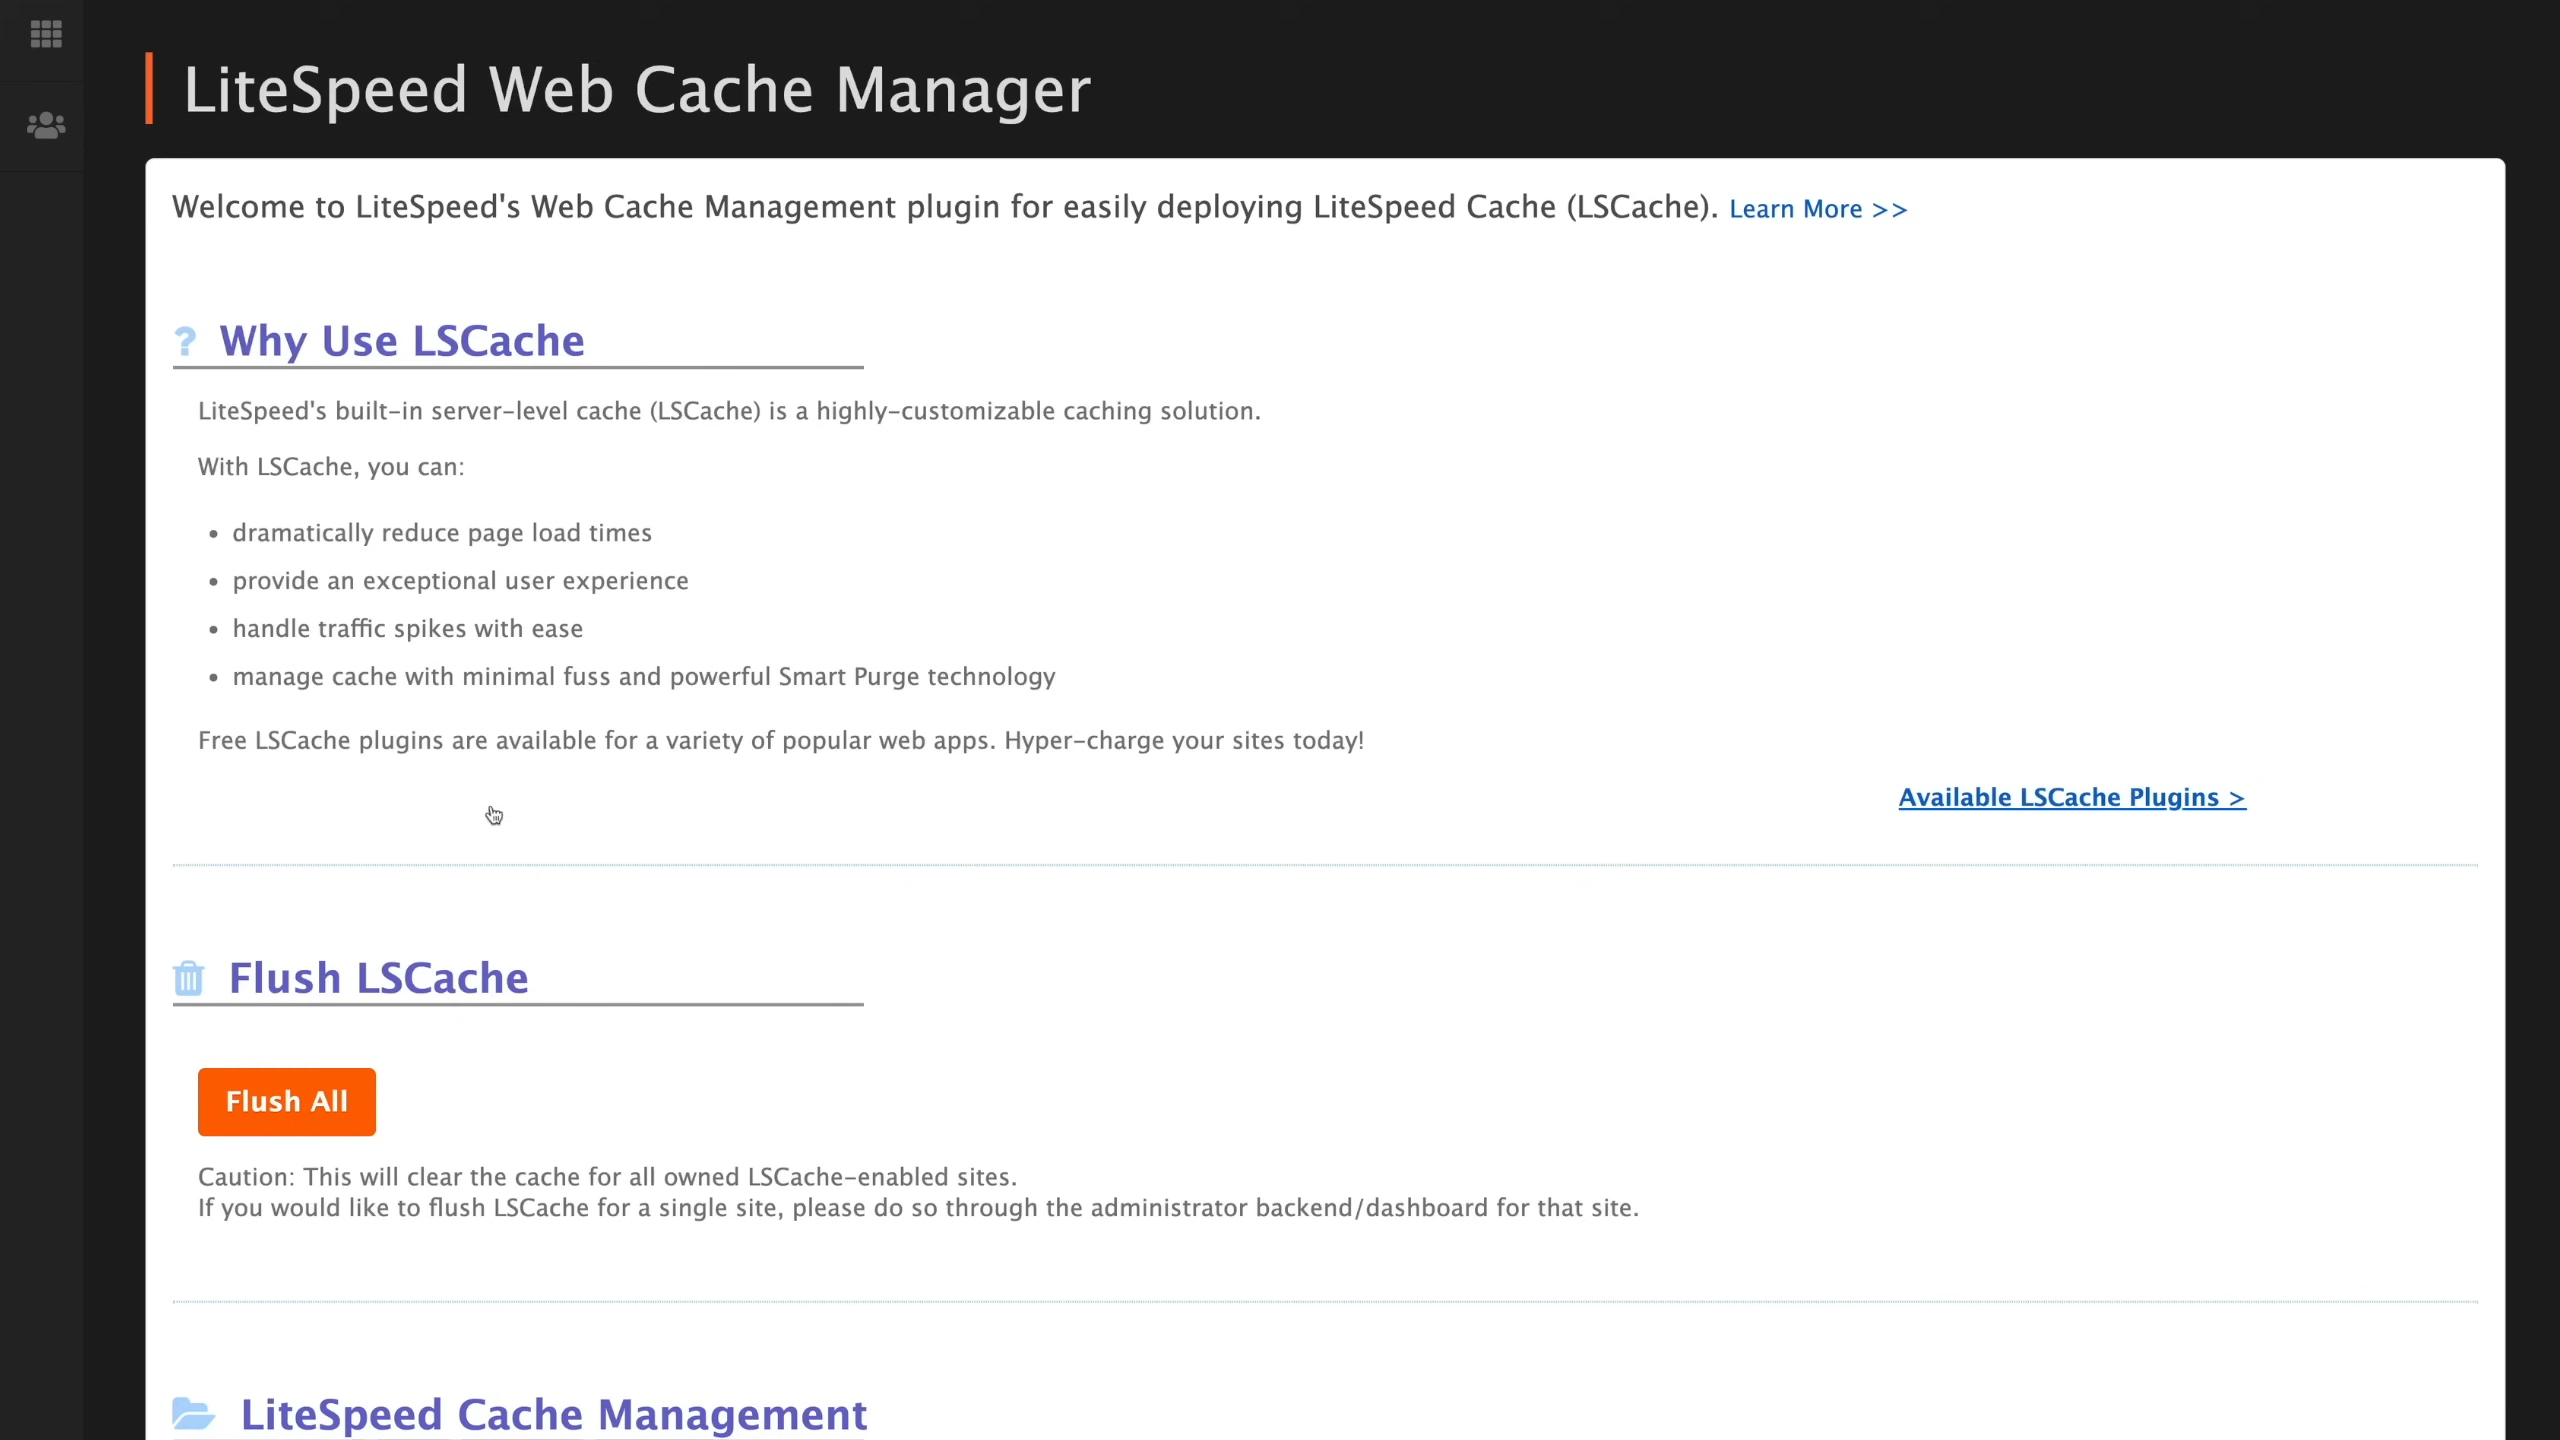 LiteSpeed Web Cache Manager
Welcome to LiteSpeed's Web Cache Management plugin for easily deploying LiteSpeed Cache (LSCache). Learn More >>
? Why Use LSCache
LiteSpeed's built-in server-level cache (LSCache) is a highly-customizable caching solution.
With LSCache, you can:
• dramatically reduce page load times
• provide an exceptional user experience
• handle traffic spikes with ease
• manage cache with minimal fuss and powerful Smart Purge technology
Free LSCache plugins are available for a variety of popular web apps. Hyper-charge your sites today!
Available LSCache Plugins >
Flush LSCache
Flush All
Caution: This will clear the cache for all owned LSCache-enabled sites.
If you would like to flush LSCache for a single site, please do so through the administrator backend/dashboard for that site.
LiteSpeed Cache Management